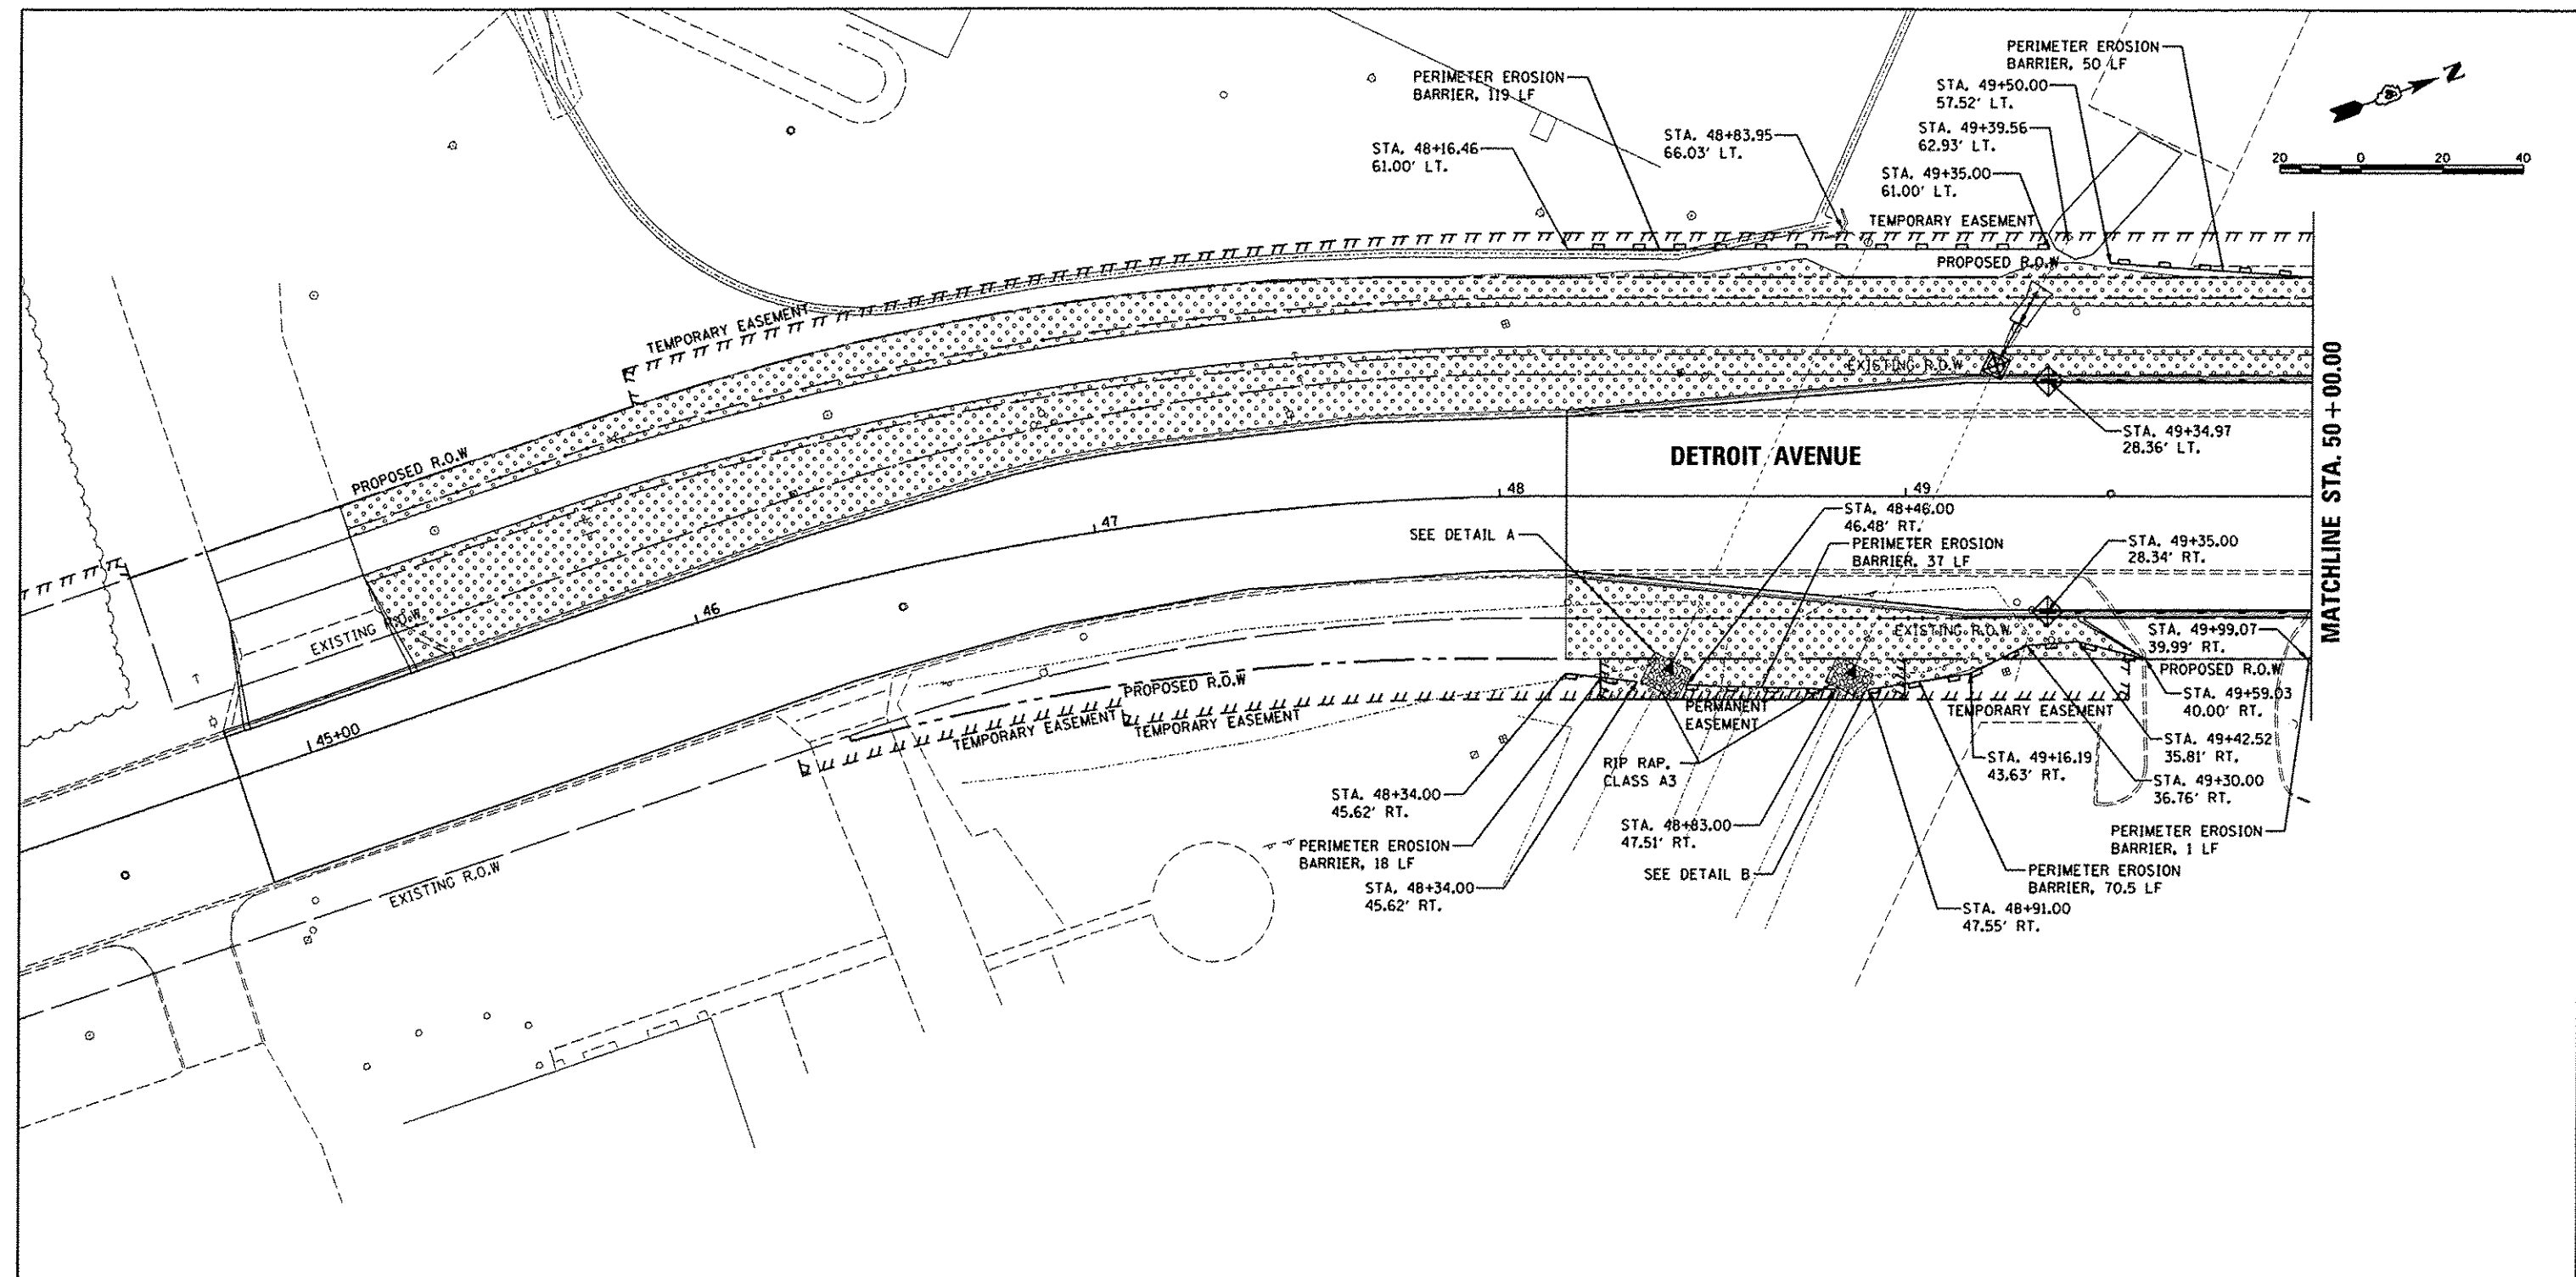 PERIMETER EROSION
BARRIER, 50 LF
PERIMETER EROSION
BARRIER, 119 LF
STA. 49+50.00
57.52' LT.
N
STA. 48+16.46
61.00' LT.
STA. 48+83.95
66.03' LT.
STA. 49+39.56
62.93' LT.
STA. 49+35.00
61.00' LT.
20 0 20 40
TEMPORARY EASEMENT
PROPOSED R.O.W
TEMPORARY EASEMENT
EXISTING R.O.W
STA. 49+34.97
28.36' LT.
DETROIT AVENUE
MATCHLINE STA. 50+00.00
PROPOSED R.O.W
48
49
47
46
45+00
SEE DETAIL A
STA. 48+46.00
46.48' RT.
PERIMETER EROSION
BARRIER, 37 LF
STA. 49+35.00
28.34' RT.
EXISTING R.O.W
EXISTING R.O.W
STA. 49+99.07
39.99' RT.
PROPOSED R.O.W
PROPOSED R.O.W
STA. 49+59.03
40.00' RT.
TEMPORARY EASEMENT
TEMPORARY EASEMENT
PERMANENT
EASEMENT
TEMPORARY EASEMENT
STA. 49+42.52
35.81' RT.
STA. 49+16.19
43.63' RT.
STA. 49+30.00
36.76' RT.
RIP RAP,
CLASS A3
STA. 48+34.00
45.62' RT.
STA. 48+83.00
47.51' RT.
PERIMETER EROSION
BARRIER, 1 LF
PERIMETER EROSION
BARRIER, 18 LF
SEE DETAIL B
PERIMETER EROSION
BARRIER, 70.5 LF
STA. 48+34.00
45.62' RT.
STA. 48+91.00
47.55' RT.
EXISTING R.O.W